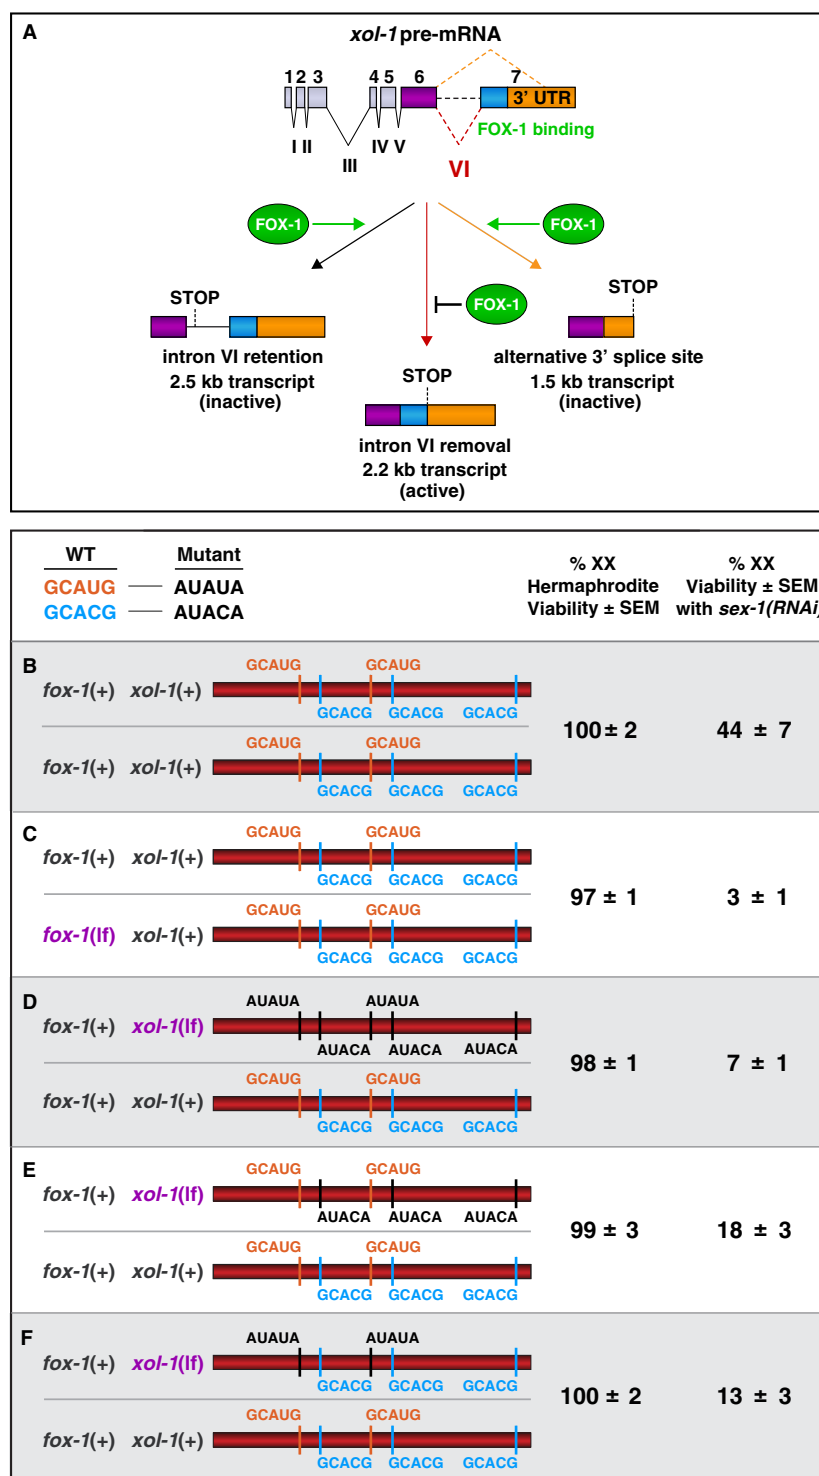 A
xol-1 pre-mRNA
1 2 3 4 5 6 7
3’ UTR
FOX-1 binding
I II III IV V VI
FOX-1
FOX-1
FOX-1
STOP
intron VI retention
2.5 kb transcript
(inactive)
STOP
intron VI removal
2.2 kb transcript
(active)
STOP
alternative 3’ splice site
1.5 kb transcript
(inactive)
WT Mutant
GCAUG AUAUA
GCACG AUACA
% XX
Hermaphrodite
Viability ± SEM
% XX
Viability ± SEM
with sex-1(RNAi)
B
GCAUG GCAUG
fox-1(+) xol-1(+)
GCACG GCACG GCACG
GCAUG GCAUG
fox-1(+) xol-1(+)
GCACG GCACG GCACG
100 ± 2 44 ± 7
C
GCAUG GCAUG
fox-1(+) xol-1(+)
GCACG GCACG GCACG
GCAUG GCAUG
fox-1(lf) xol-1(+)
GCACG GCACG GCACG
97 ± 1 3 ± 1
D
AUAUA AUAUA
fox-1(+) xol-1(lf)
AUACA AUACA AUACA
GCAUG GCAUG
fox-1(+) xol-1(+)
GCACG GCACG GCACG
98 ± 1 7 ± 1
E
GCAUG GCAUG
fox-1(+) xol-1(lf)
AUACA AUACA AUACA
GCAUG GCAUG
fox-1(+) xol-1(+)
GCACG GCACG GCACG
99 ± 3 18 ± 3
F
AUAUA AUAUA
fox-1(+) xol-1(lf)
GCACG GCACG GCACG
GCAUG GCAUG
fox-1(+) xol-1(+)
GCACG GCACG GCACG
100 ± 2 13 ± 3